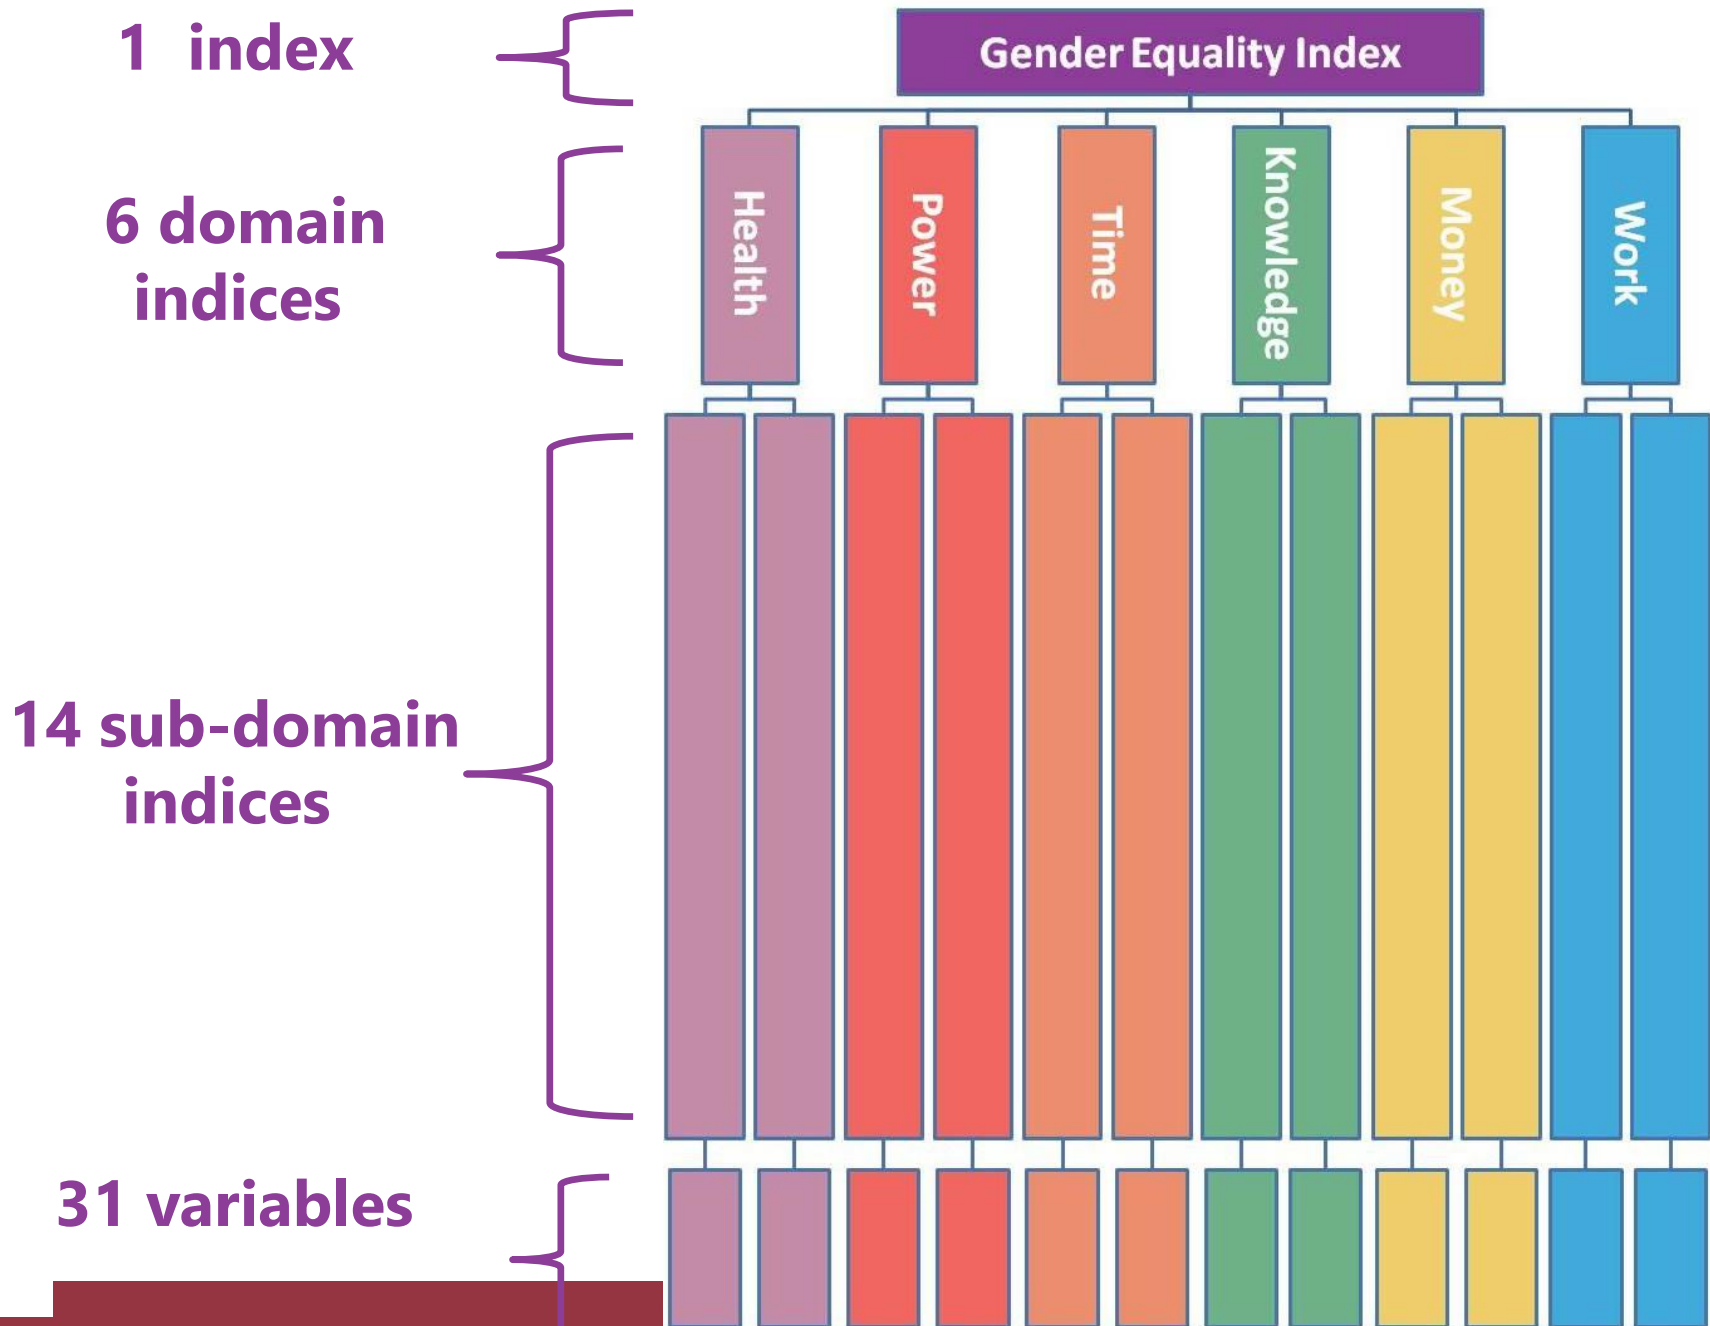 1 index
Gender Equality Index
6 domain
indices
Health
Power
Time
Knowledge
Money
Work
14 sub-domain
indices
31 variables